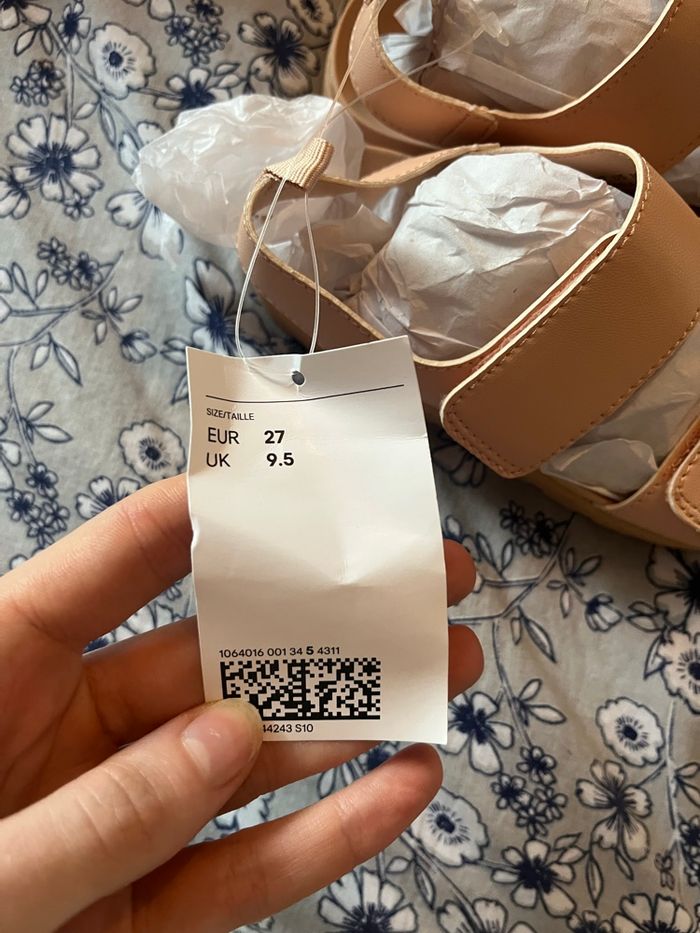 SIZE/TAILLE
EUR 27
UK 9.5
1064016 001 34 5 4311
44243 S10